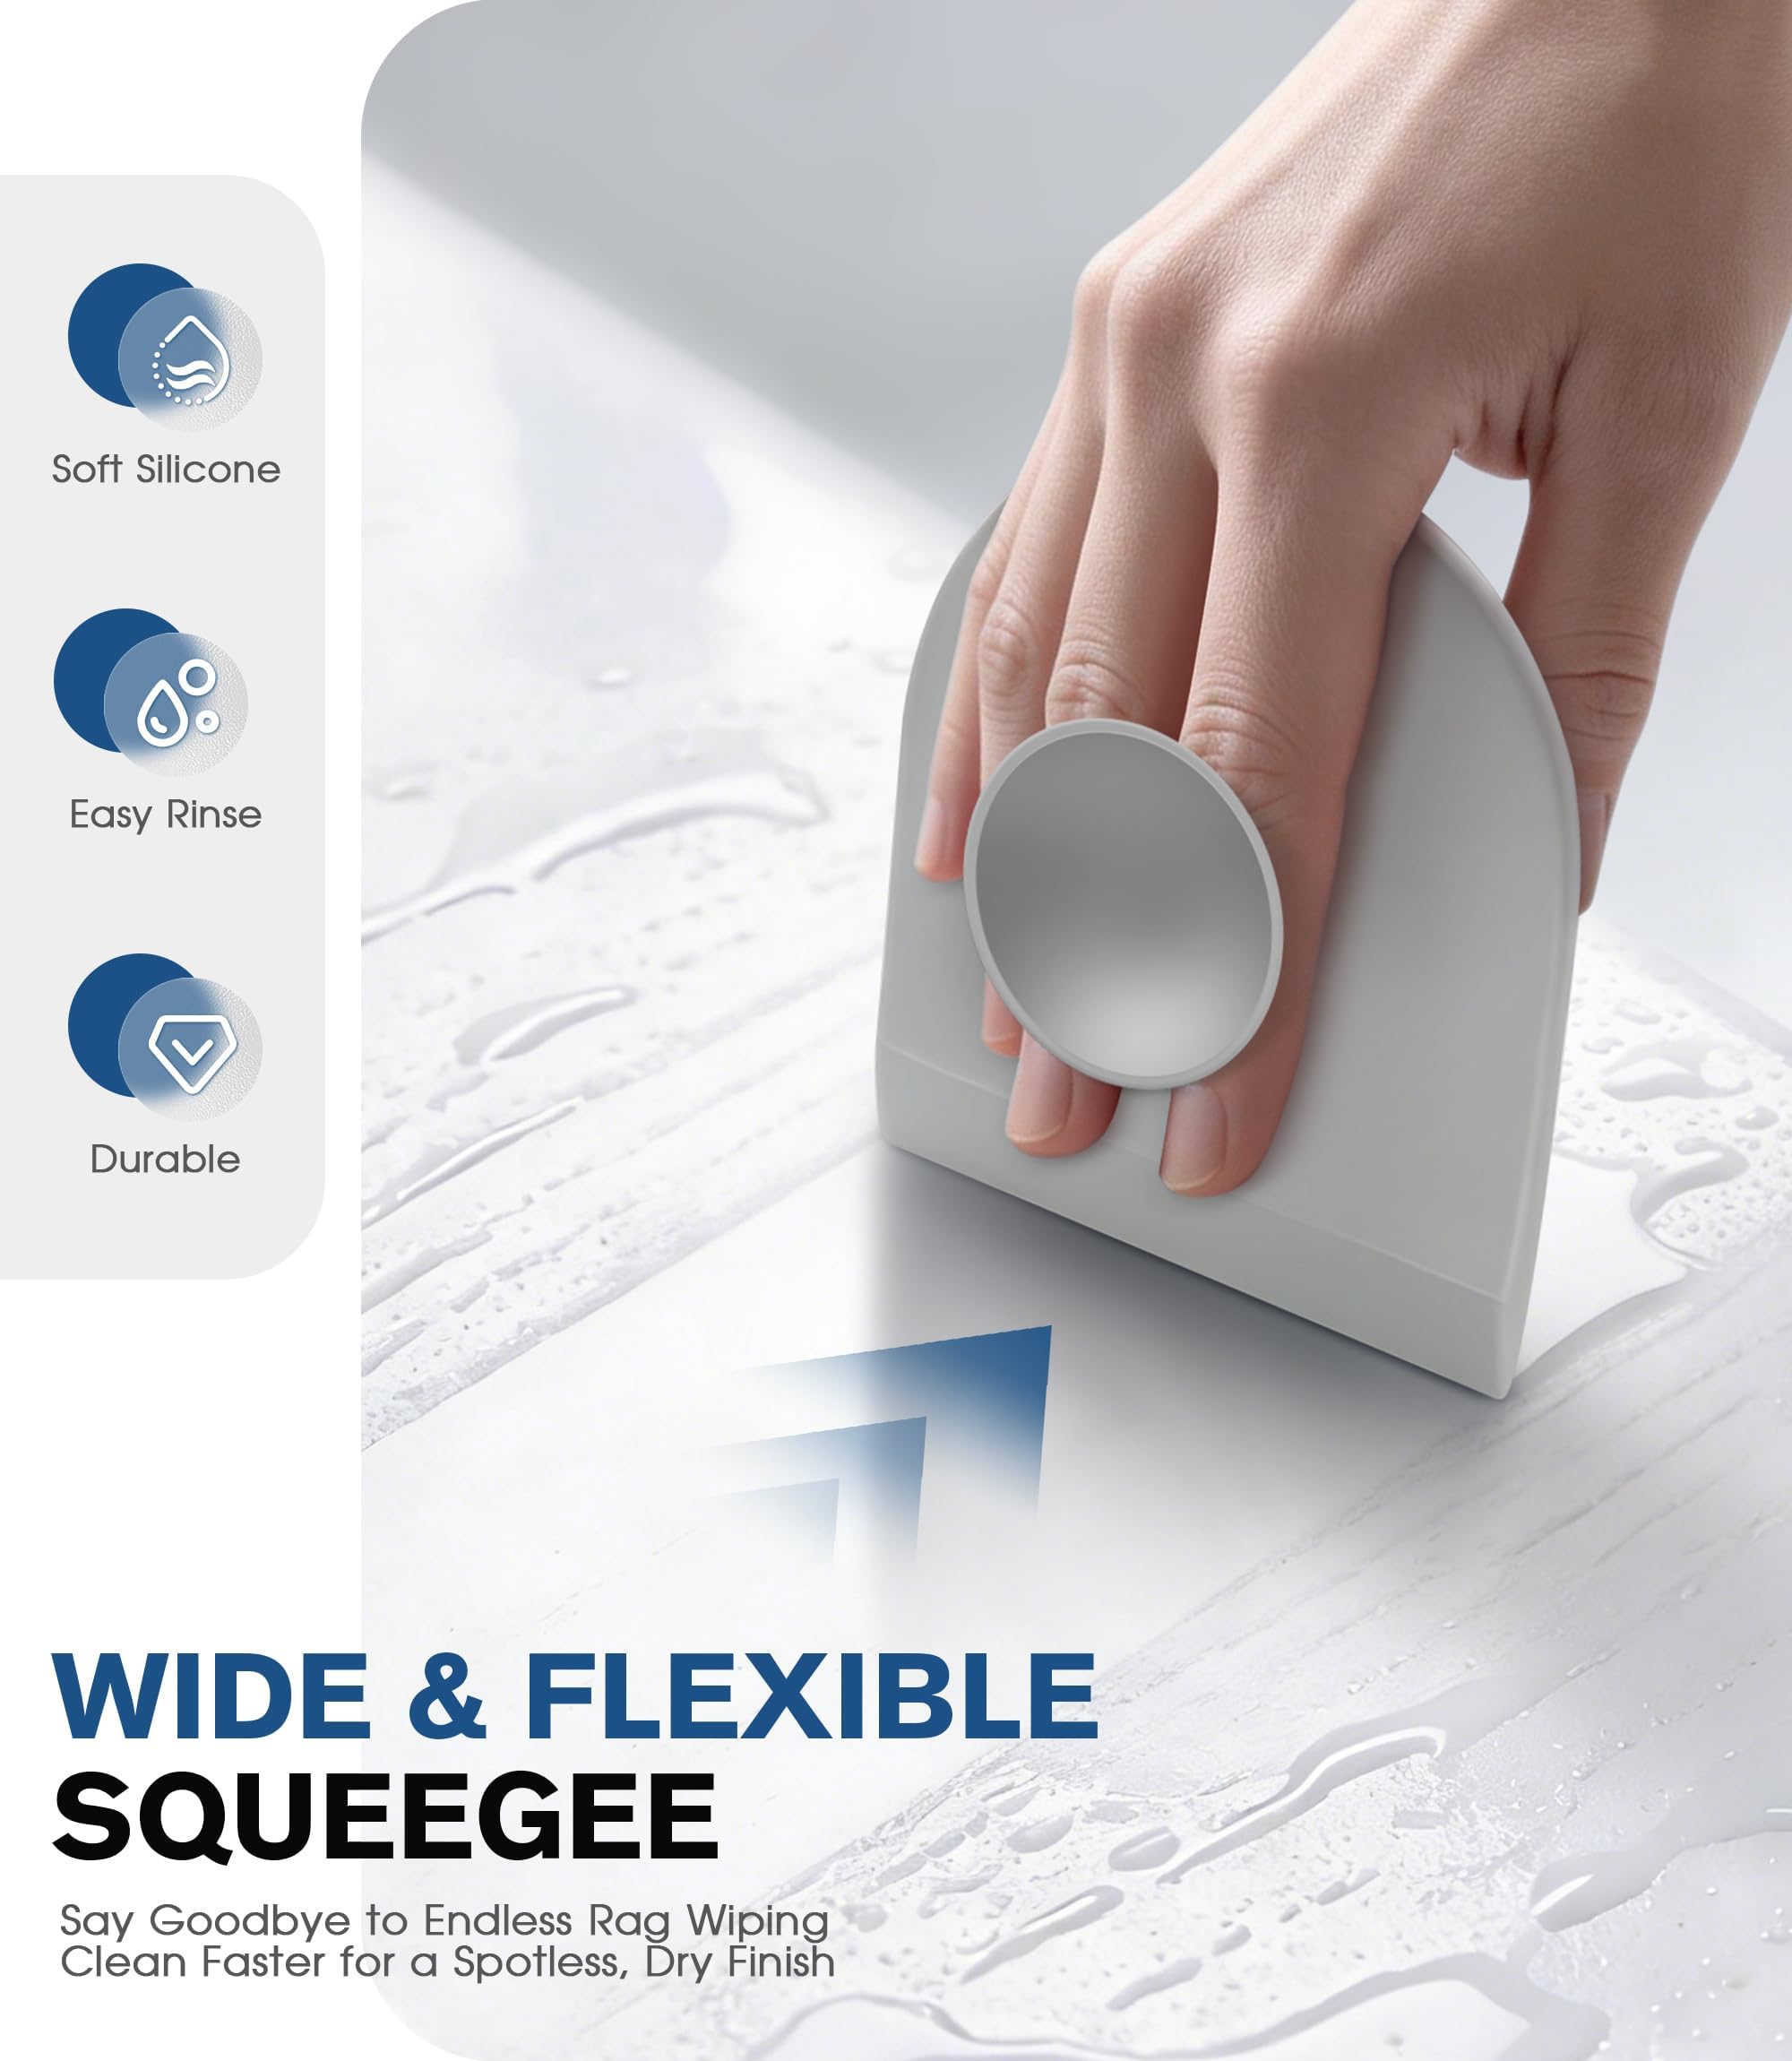 Soft Silicone
Easy Rinse
Durable
WIDE & FLEXIBLE
SQUEEGEE
Say Goodbye to Endless Rag Wiping
Clean Faster for a Spotless, Dry Finish